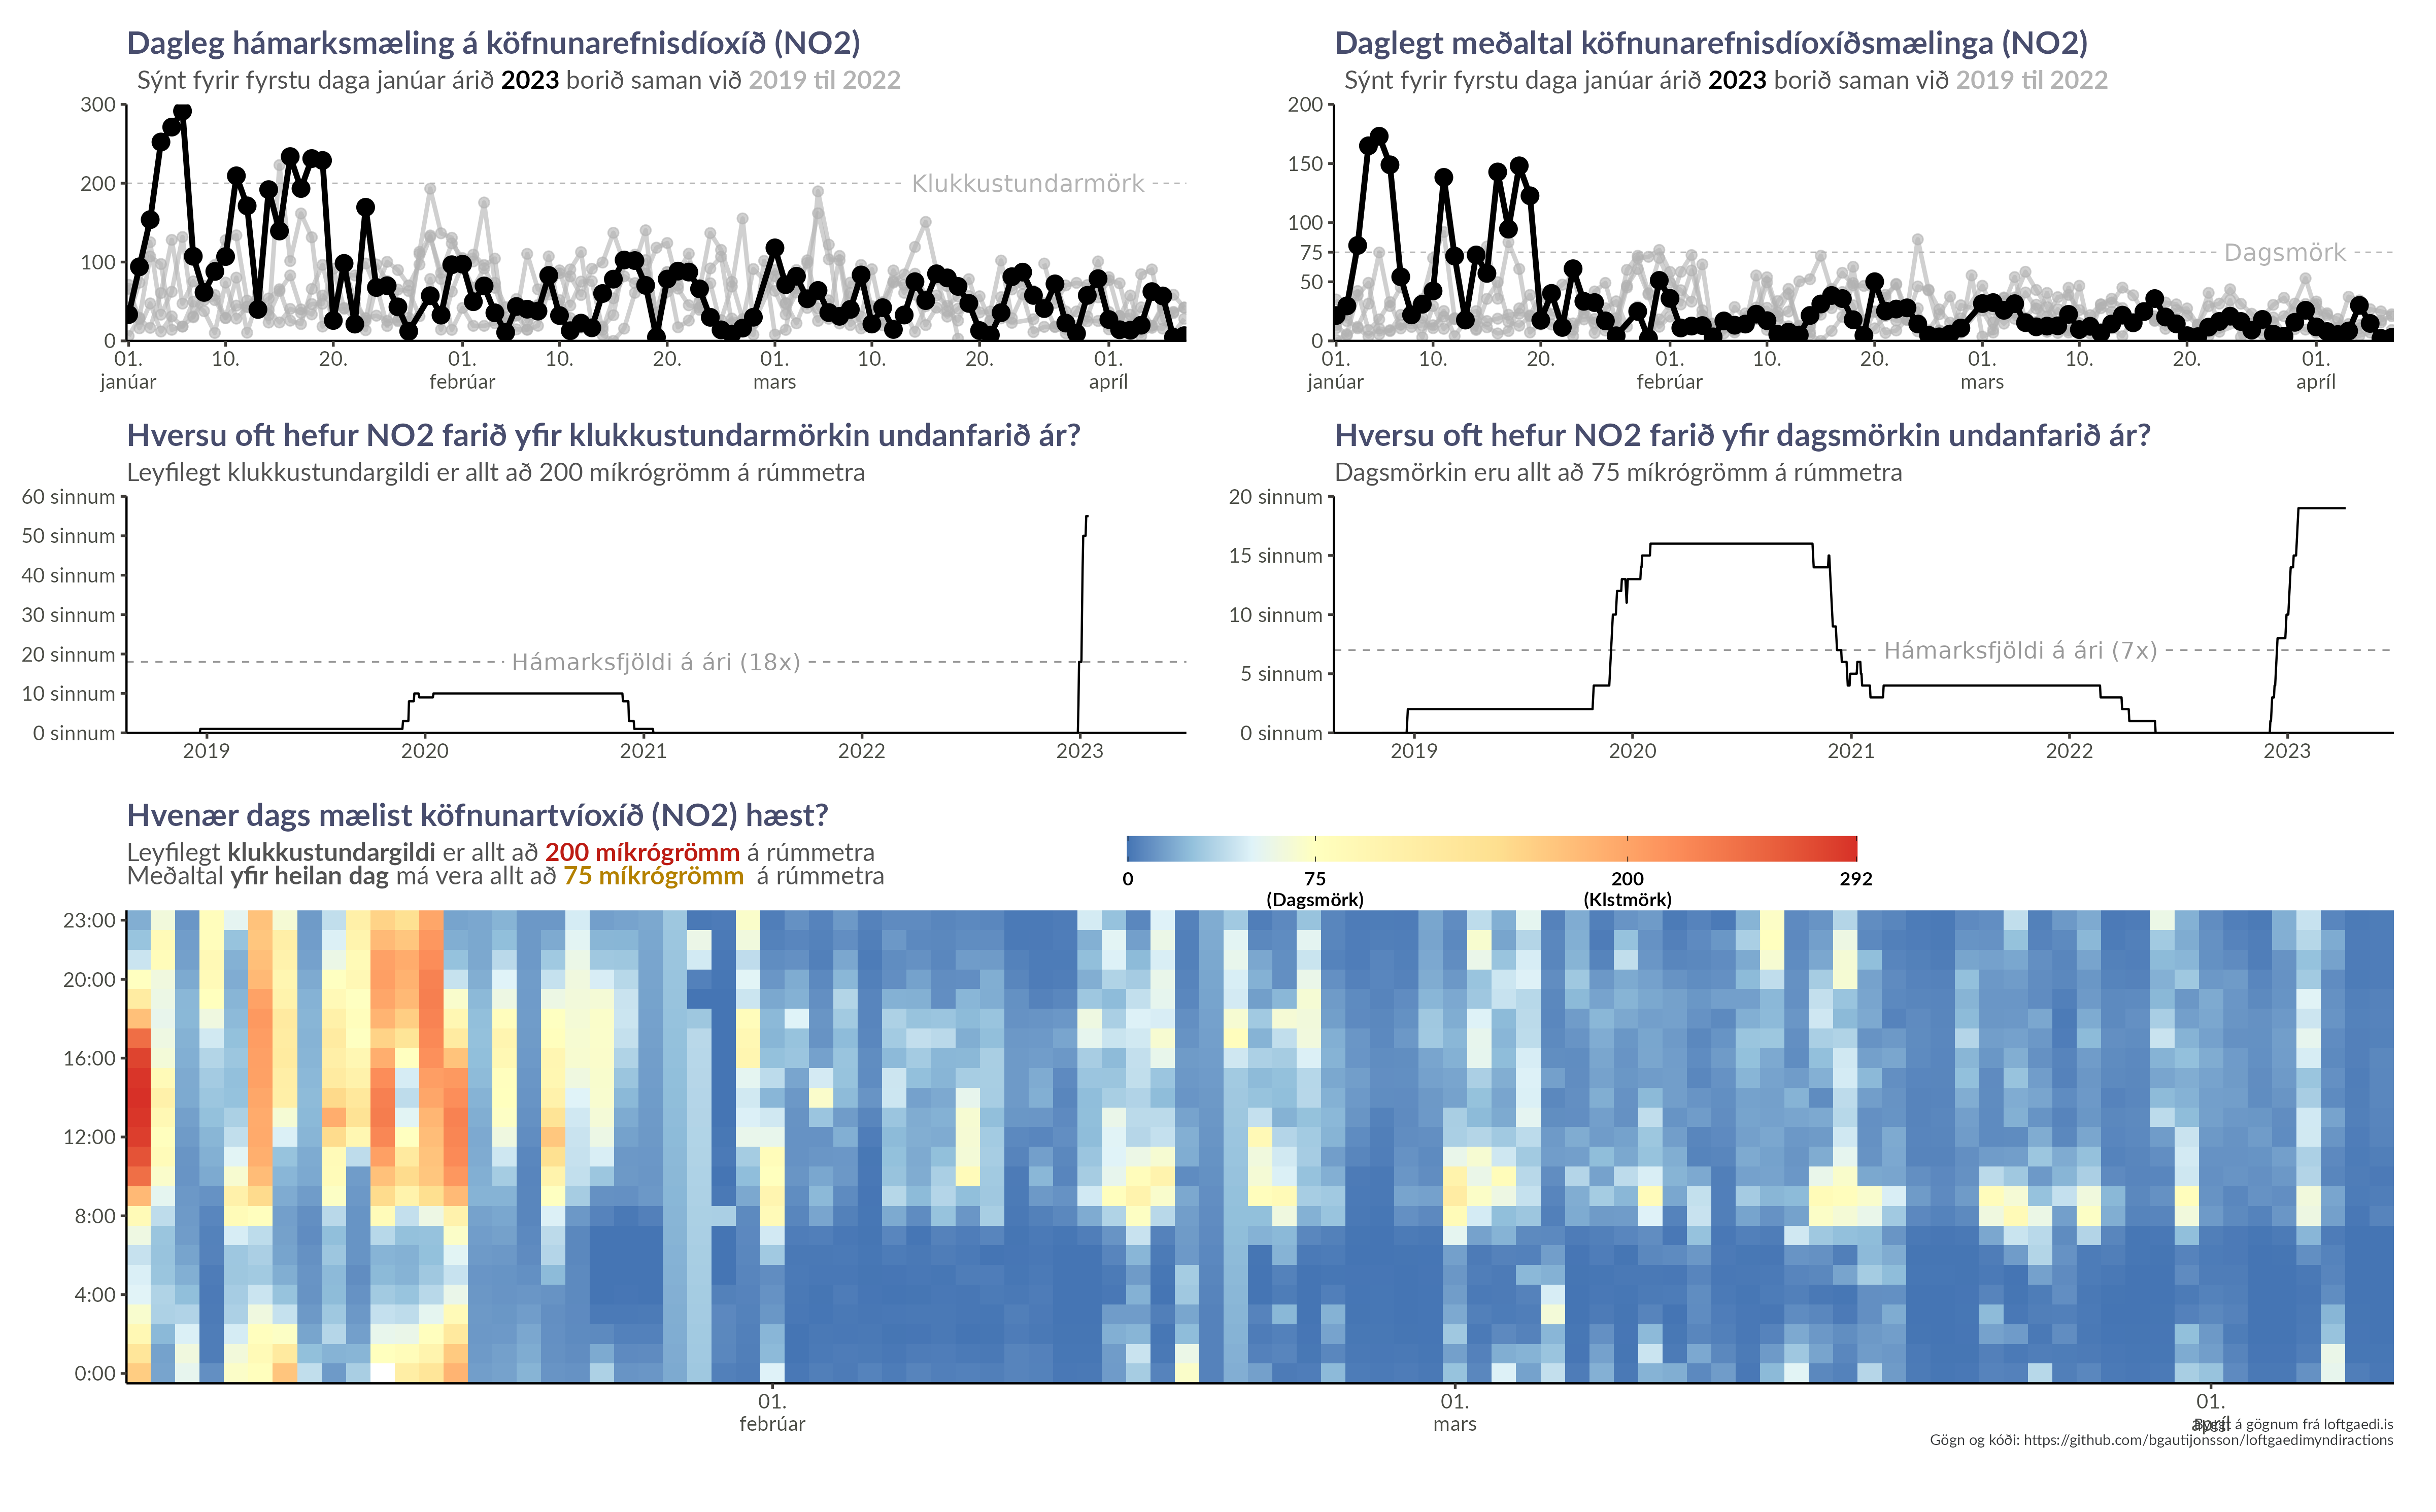 Dagleg hámarksmæling á köfnunarefnisdíoxíð (NO2)
Sýnt fyrir fyrstu daga janúar árið 2023 borið saman við 2019 til 2022
300
200
100
0
Klukkustundarmörk
01. 10. 20. 01. 10. 20. 01. 10. 20. 01.
janúar febrúar mars apríl
Daglegt meðaltal köfnunarefnisdíoxíðsmælinga (NO2)
Sýnt fyrir fyrstu daga janúar árið 2023 borið saman við 2019 til 2022
200
150
100
75
50
0
Dagsmörk
01. 10. 20. 01. 10. 20. 01. 10. 20. 01.
janúar febrúar mars apríl
Hversu oft hefur NO2 farið yfir klukkustundarmörkin undanfarið ár?
Leyfilegt klukkustundargildi er allt að 200 míkrógrömm á rúmmetra
60 sinnum
50 sinnum
40 sinnum
30 sinnum
20 sinnum
10 sinnum
0 sinnum
Hámarksfjöldi á ári (18x)
2019 2020 2021 2022 2023
Hversu oft hefur NO2 farið yfir dagsmörkin undanfarið ár?
Dagsmörkin eru allt að 75 míkrógrömm á rúmmetra
20 sinnum
15 sinnum
10 sinnum
5 sinnum
0 sinnum
Hámarksfjöldi á ári (7x)
2019 2020 2021 2022 2023
Hvenær dags mælist köfnunartvíoxíð (NO2) hæst?
Leyfilegt klukkustundargildi er allt að 200 míkrógrömm á rúmmetra
Meðaltal yfir heilan dag má vera allt að 75 míkrógrömm á rúmmetra
0 75 200 292
(Dagsmörk) (Klstmörk)
23:00
20:00
16:00
12:00
8:00
4:00
0:00
01. 01. 01.
febrúar mars apríl
Byggt á gögnum frá loftgaedi.is
Gögn og kóði: https://github.com/bgautijonsson/loftgaedimyndiractions